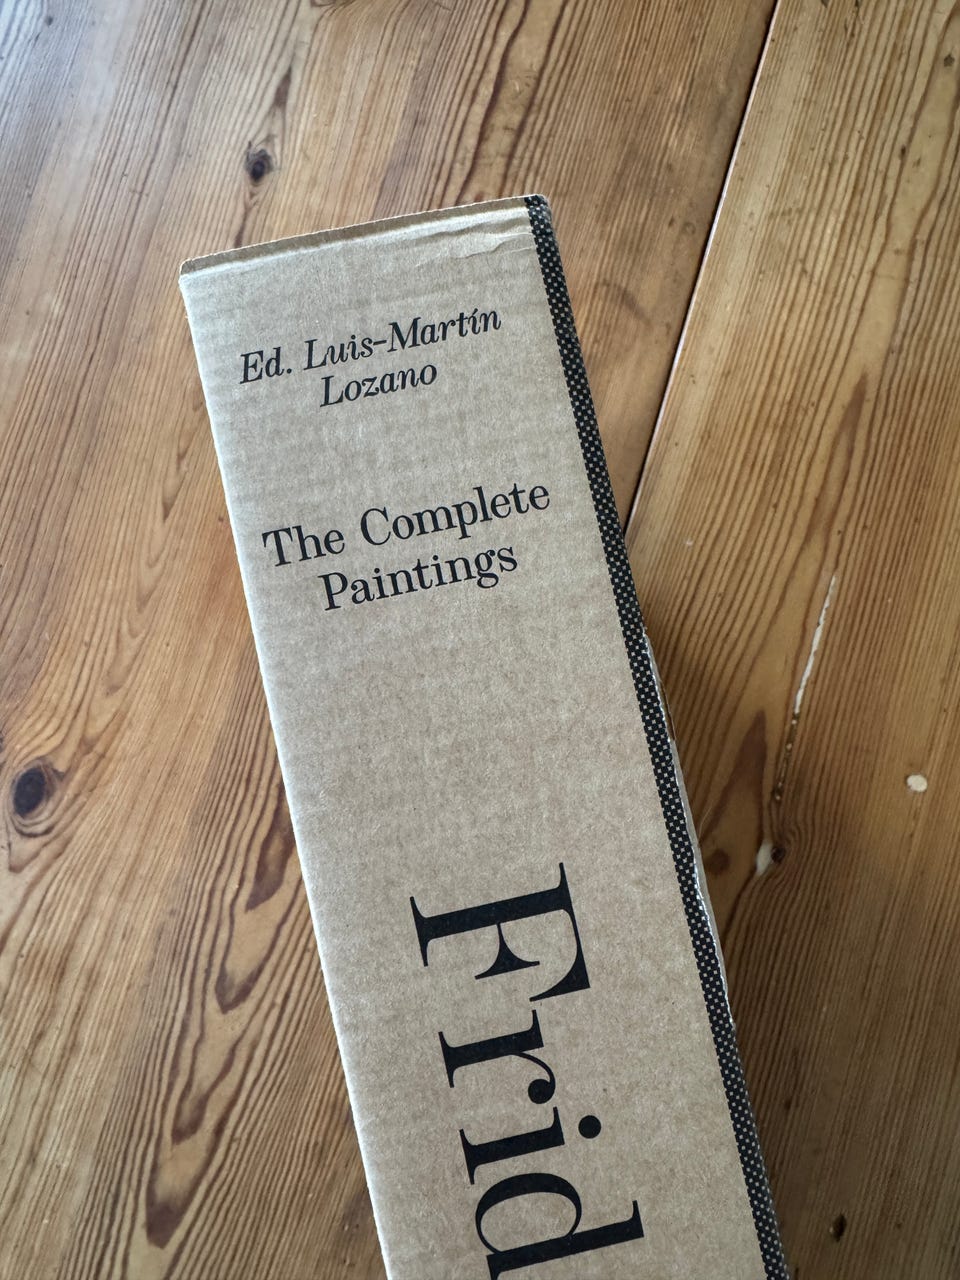 Ed. Luis-Martín
Lozano
The Complete
Paintings
Frid